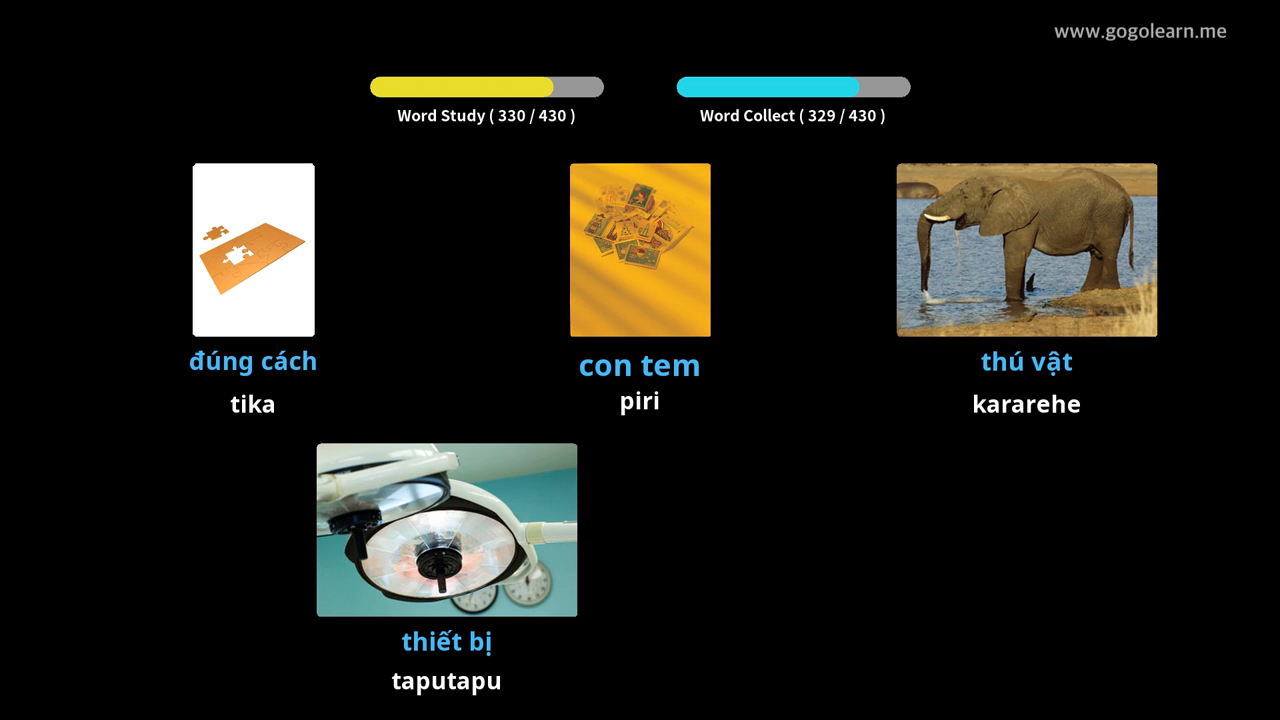 www.gogolearn.me
Word Study ( 330 / 430 )
Word Collect ( 329 / 430 )
đúng cách
tika
con tem
piri
thú vật
kararehe
thiết bị
taputapu